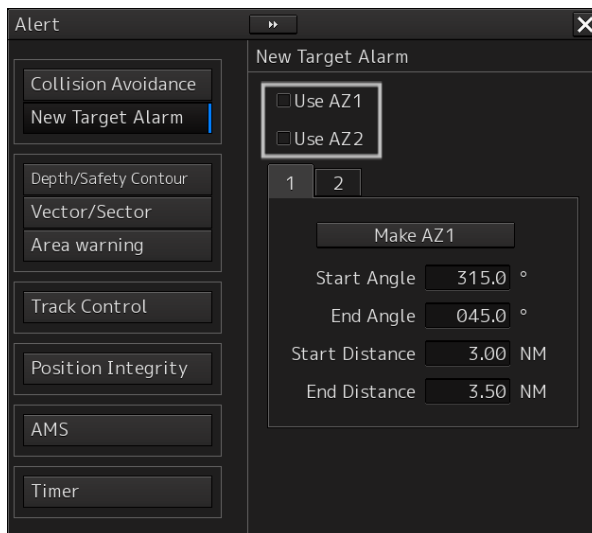 Alert
New Target Alarm
Collision Avoidance
New Target Alarm
Depth/Safety Contour
Vector/Sector
Area warning
Track Control
Position Integrity
AMS
Timer
Use AZ1
Use AZ2
1 2
Make AZ1
Start Angle 315.0 °
End Angle 045.0 °
Start Distance 3.00 NM
End Distance 3.50 NM